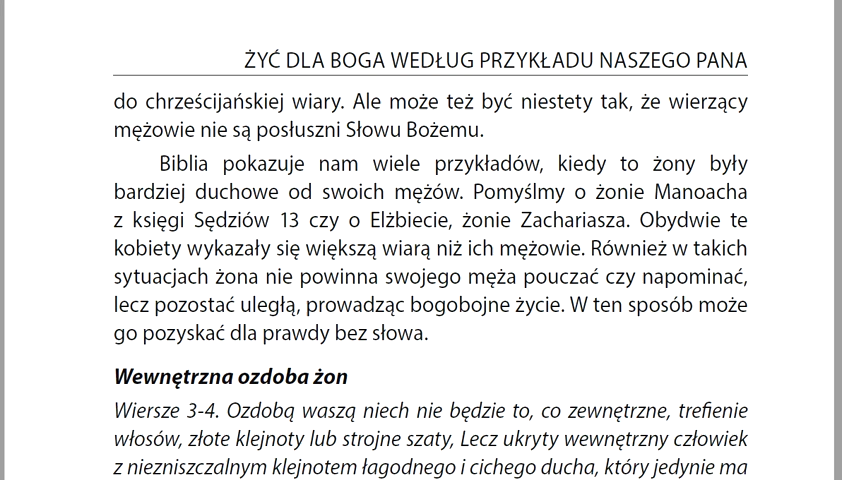 ŻYĆ DLA BOGA WEDŁUG PRZYKŁADU NASZEGO PANA
do chrześcijańskiej wiary. Ale może też być niestety tak, że wierzący
mężowie nie są posłuszni Słowu Bożemu.
Biblia pokazuje nam wiele przykładów, kiedy to żony były
bardziej duchowe od swoich mężów. Pomyślmy o żonie Manoacha
z księgi Sędziów 13 czy o Elżbiecie, żonie Zachariasza. Obydwie te
kobiety wykazały się większą wiarą niż ich mężowie. Również w takich
sytuacjach żona nie powinna swojego męża pouczać czy napominać,
lecz pozostać uległą, prowadząc bogobojne życie. W ten sposób może
go pozyskać dla prawdy bez słowa.
Wewnętrzna ozdoba żon
Wiersze 3-4. Ozdobą waszą niech nie będzie to, co zewnętrzne, trefienie
włosów, złote klejnoty lub strojne szaty, Lecz ukryty wewnętrzny człowiek
z niezniszczalnym klejnotem łagodnego i cichego ducha, który jedynie ma